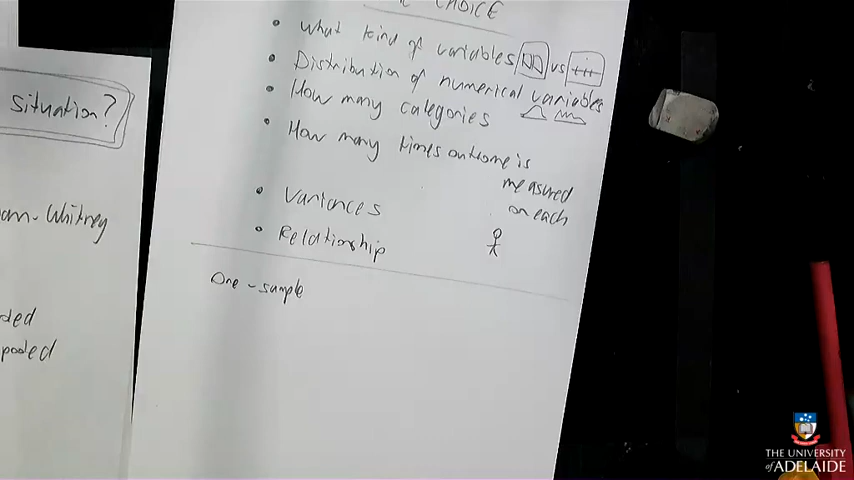 situation?
Whitney
pooled
CHOICE
• What kind of variables vs
• Distribution of numerical variables
• How many categories
• How many times outcome is
measured
on each
• Variances
• Relationship
One-sample
THE UNIVERSITY
of ADELAIDE